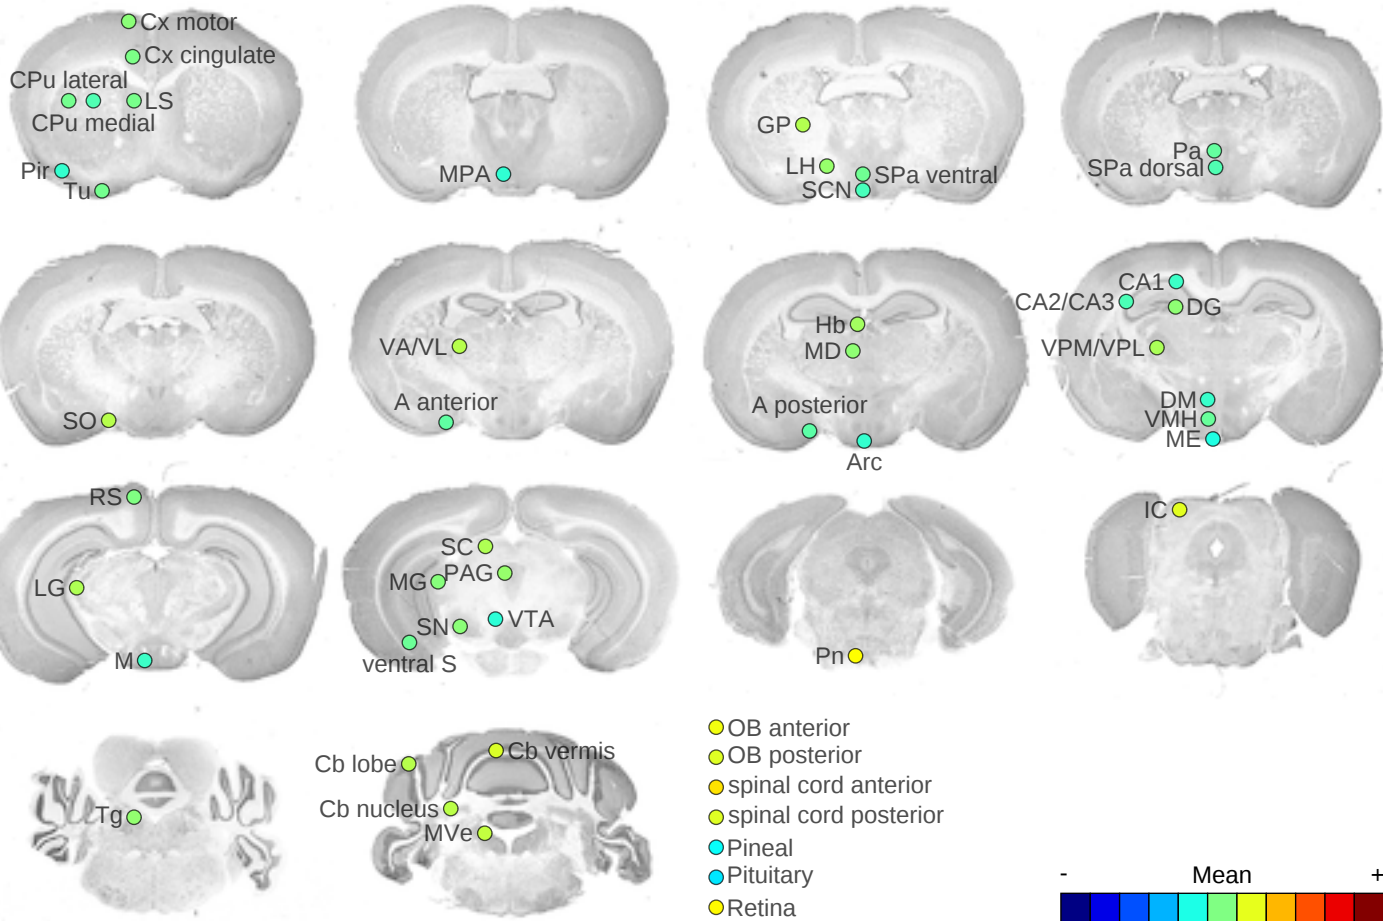 Cx motor
Cx cingulate
CPu lateral
LS
CPu medial
Pir
Tu
MPA
GP
LH
SPa ventral
SCN
Pa
SPa dorsal
SO
VA/VL
A anterior
Hb
MD
A posterior
Arc
CA1
CA2/CA3
DG
VPM/VPL
DM
VMH
ME
RS
LG
M
SC
MG
PAG
SN
VTA
ventral S
Pn
IC
Tg
Cb lobe
Cb vermis
Cb nucleus
MVe
OB anterior
OB posterior
spinal cord anterior
spinal cord posterior
Pineal
Pituitary
Retina
- Mean +